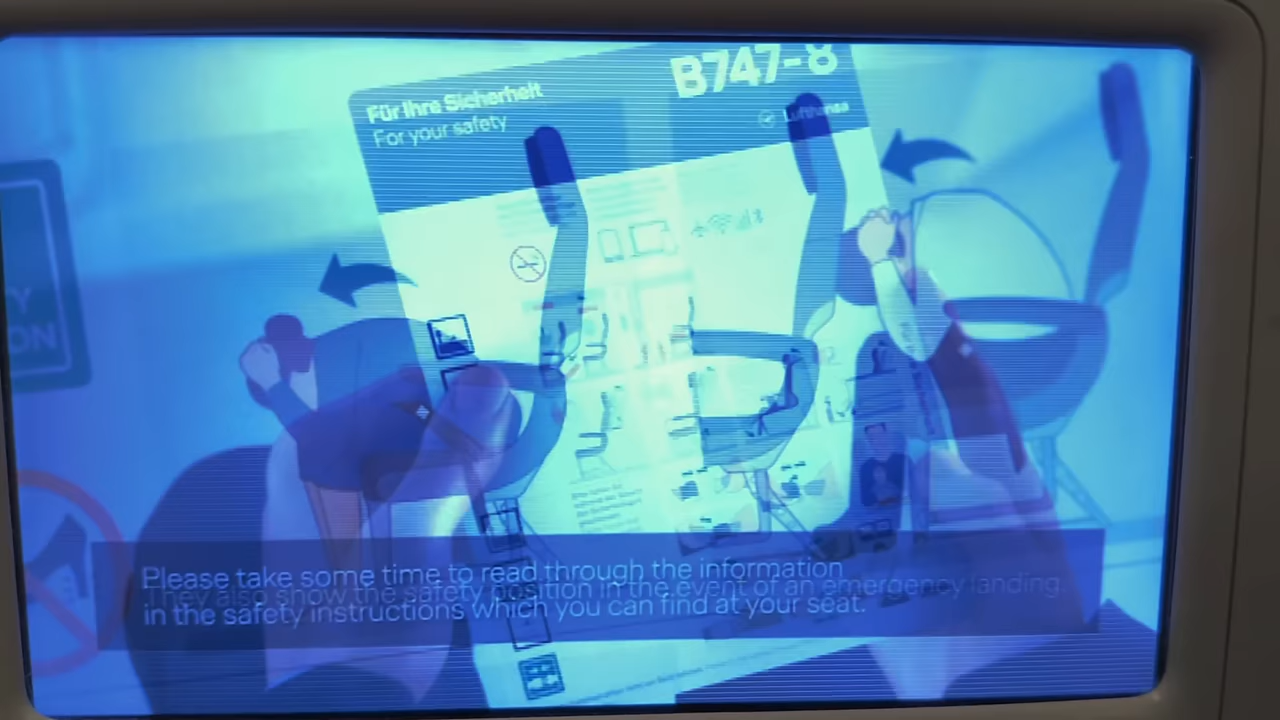 B747-8
Für Ihre Sicherheit
For your safety
Lufthansa
Y
ON
Please take some time to read through the information
They also show the safety position in the event of an emergency landing.
in the safety instructions which you can find at your seat.